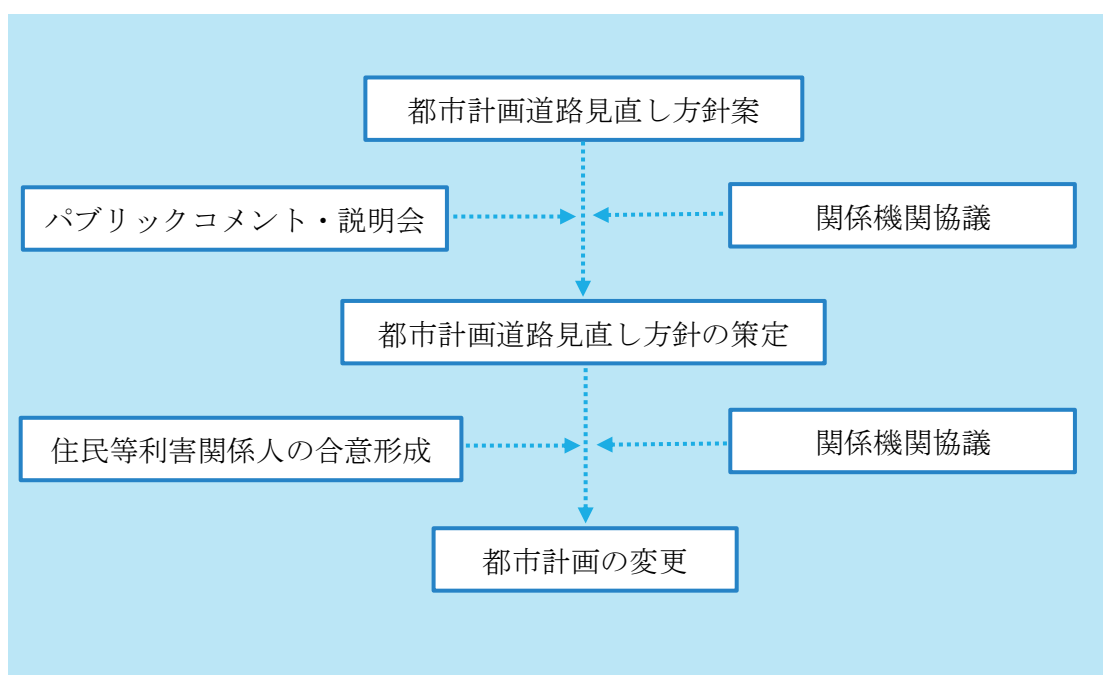 都市計画道路見直し方針案
パブリックコメント・説明会
関係機関協議
都市計画道路見直し方針の策定
住民等利害関係人の合意形成
関係機関協議
都市計画の変更